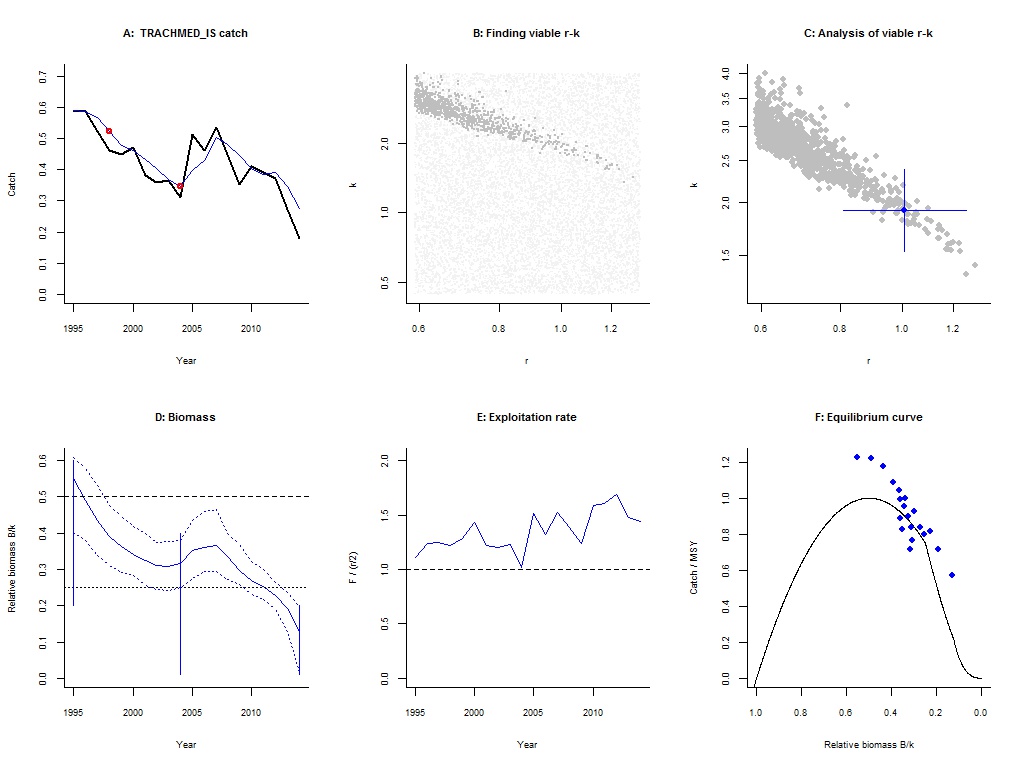 A:  TRACHMED_IS catch
B: Finding viable r-k
C: Analysis of viable r-k
Catch
0.0 0.1 0.2 0.3 0.4 0.5 0.6 0.7
1995 2000 2005 2010
Year
k
0.5 1.0 2.0
0.6 0.8 1.0 1.2
r
k
1.5 2.0 2.5 3.0 3.5 4.0
0.6 0.8 1.0 1.2
r
D: Biomass
E: Exploitation rate
F: Equilibrium curve
Relative biomass B/k
0.0 0.1 0.2 0.3 0.4 0.5 0.6
1995 2000 2005 2010
Year
F / (r/2)
0.0 0.5 1.0 1.5 2.0
1995 2000 2005 2010
Year
Catch / MSY
0.0 0.2 0.4 0.6 0.8 1.0 1.2
1.0 0.8 0.6 0.4 0.2 0.0
Relative biomass B/k